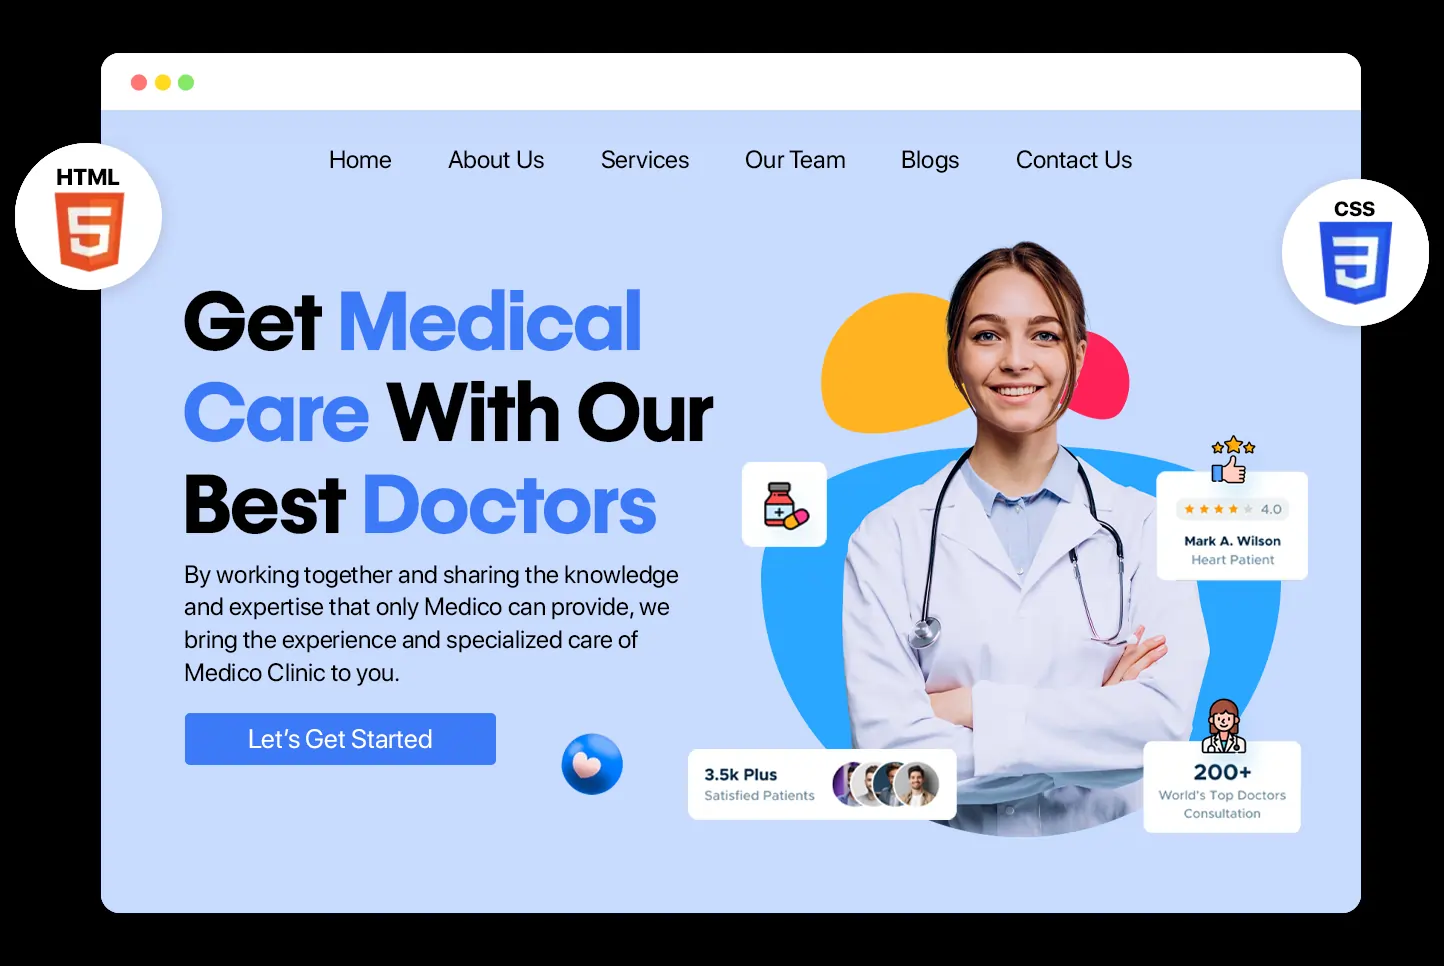 HTML
CSS
Home About Us Services Our Team Blogs Contact Us
Get Medical
Care With Our
Best Doctors
By working together and sharing the knowledge
and expertise that only Medico can provide, we
bring the experience and specialized care of
Medico Clinic to you.
Let’s Get Started
4.0
Mark A. Wilson
Heart Patient
3.5k Plus
Satisfied Patients
200+
World's Top Doctors
Consultation